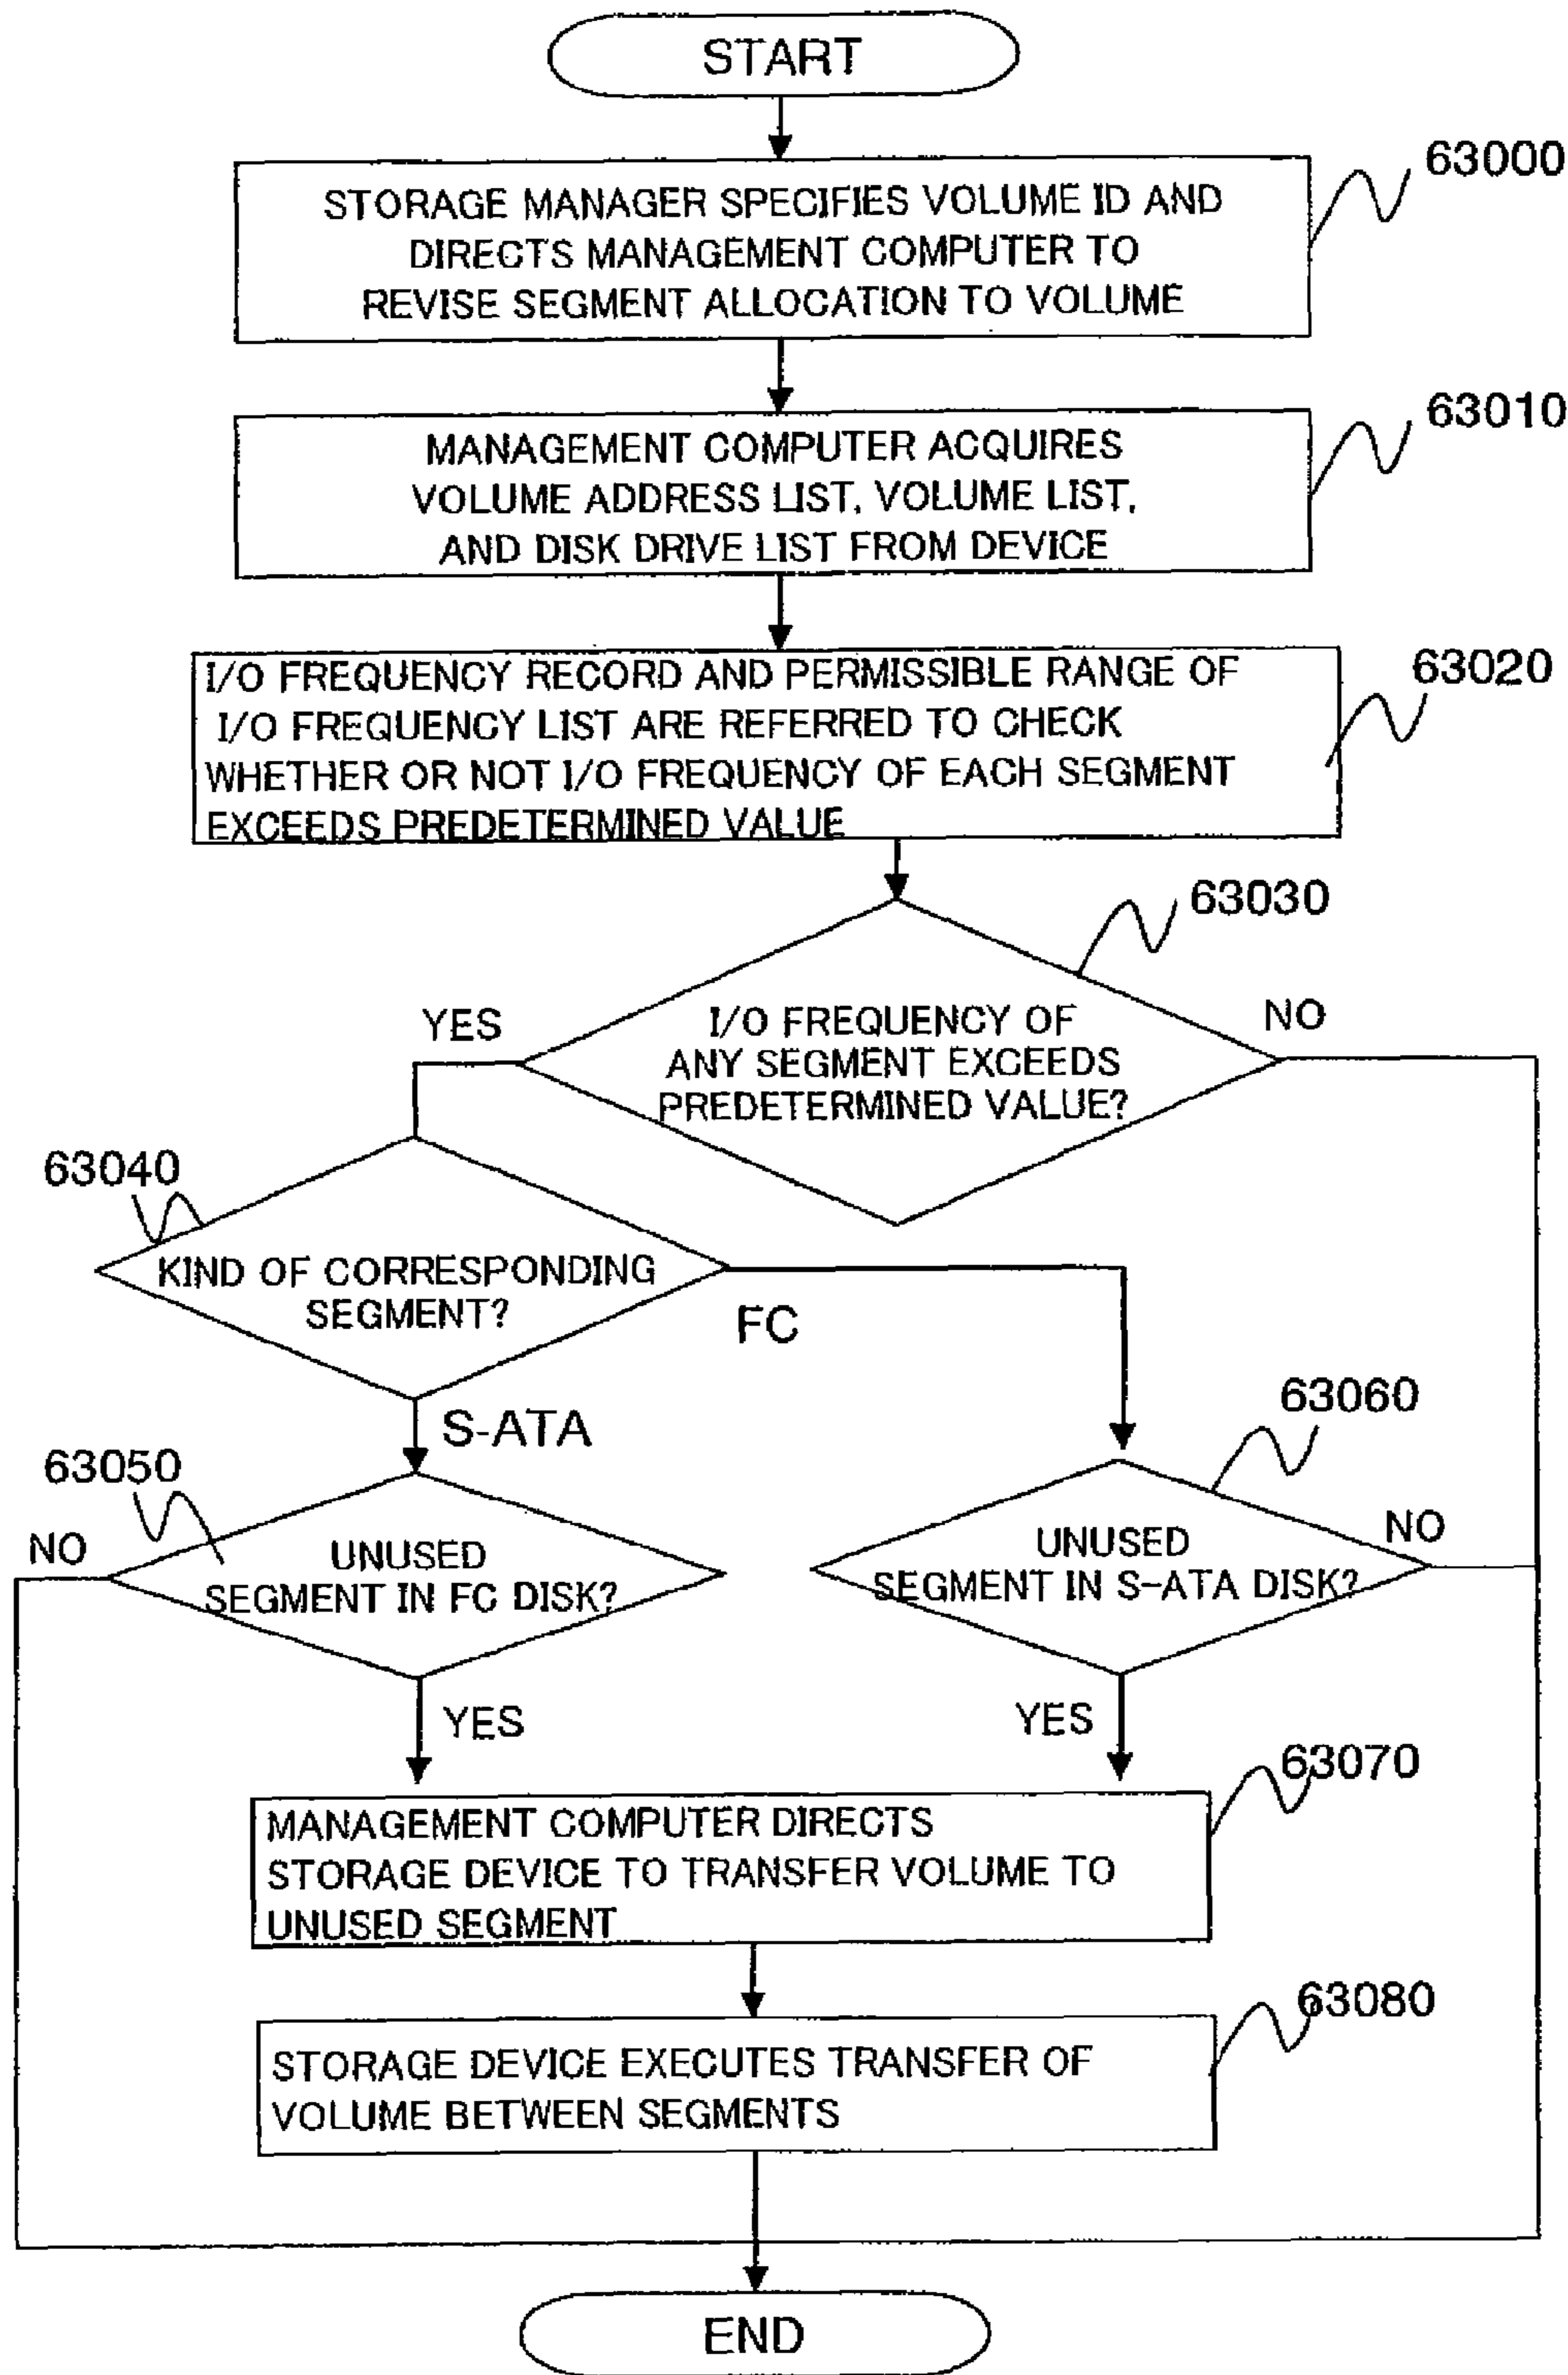 START
63000
STORAGE MANAGER SPECIFIES VOLUME ID AND
DIRECTS MANAGEMENT COMPUTER TO
REVISE SEGMENT ALLOCATION TO VOLUME
63010
MANAGEMENT COMPUTER ACQUIRES
VOLUME ADDRESS LIST, VOLUME LIST,
AND DISK DRIVE LIST FROM DEVICE
63020
I/O FREQUENCY RECORD AND PERMISSIBLE RANGE OF
I/O FREQUENCY LIST ARE REFERRED TO CHECK
WHETHER OR NOT I/O FREQUENCY OF EACH SEGMENT
EXCEEDS PREDETERMINED VALUE
63030
YES
I/O FREQUENCY OF
ANY SEGMENT EXCEEDS
PREDETERMINED VALUE?
NO
63040
KIND OF CORRESPONDING
SEGMENT?
FC
S-ATA
63050
63060
NO
UNUSED
SEGMENT IN FC DISK?
UNUSED
SEGMENT IN S-ATA DISK?
NO
YES
YES
63070
MANAGEMENT COMPUTER DIRECTS
STORAGE DEVICE TO TRANSFER VOLUME TO
UNUSED SEGMENT
63080
STORAGE DEVICE EXECUTES TRANSFER OF
VOLUME BETWEEN SEGMENTS
END